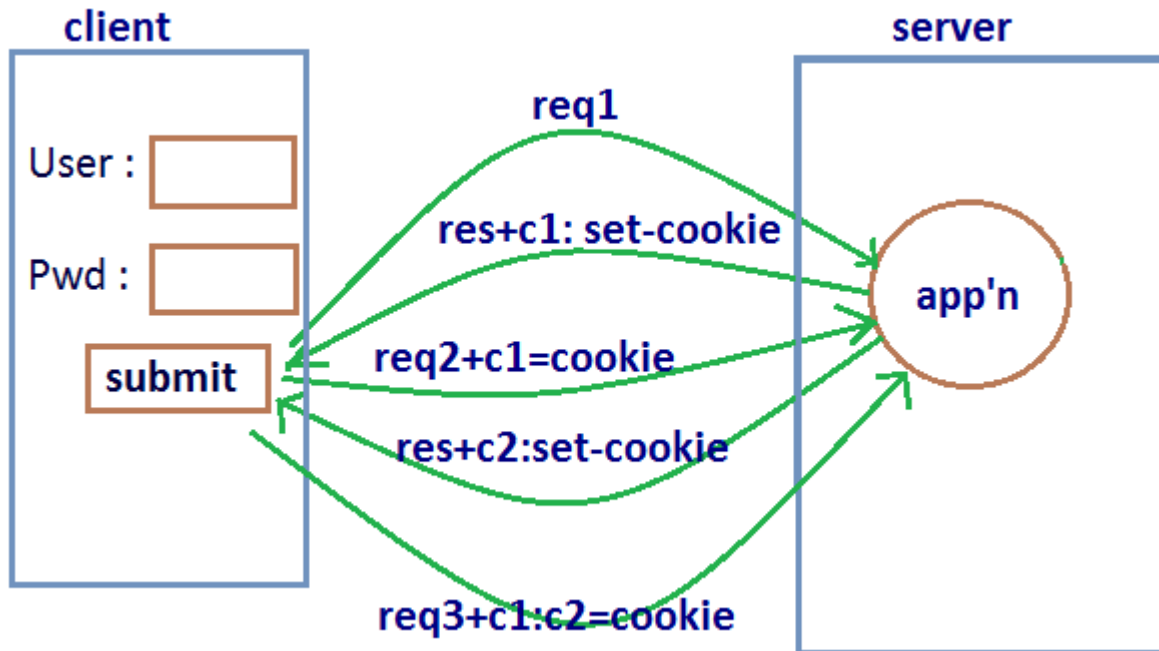 client
server
req1
User :
res+c1: set-cookie
Pwd :
app'n
req2+c1=cookie
submit
res+c2:set-cookie
req3+c1:c2=cookie